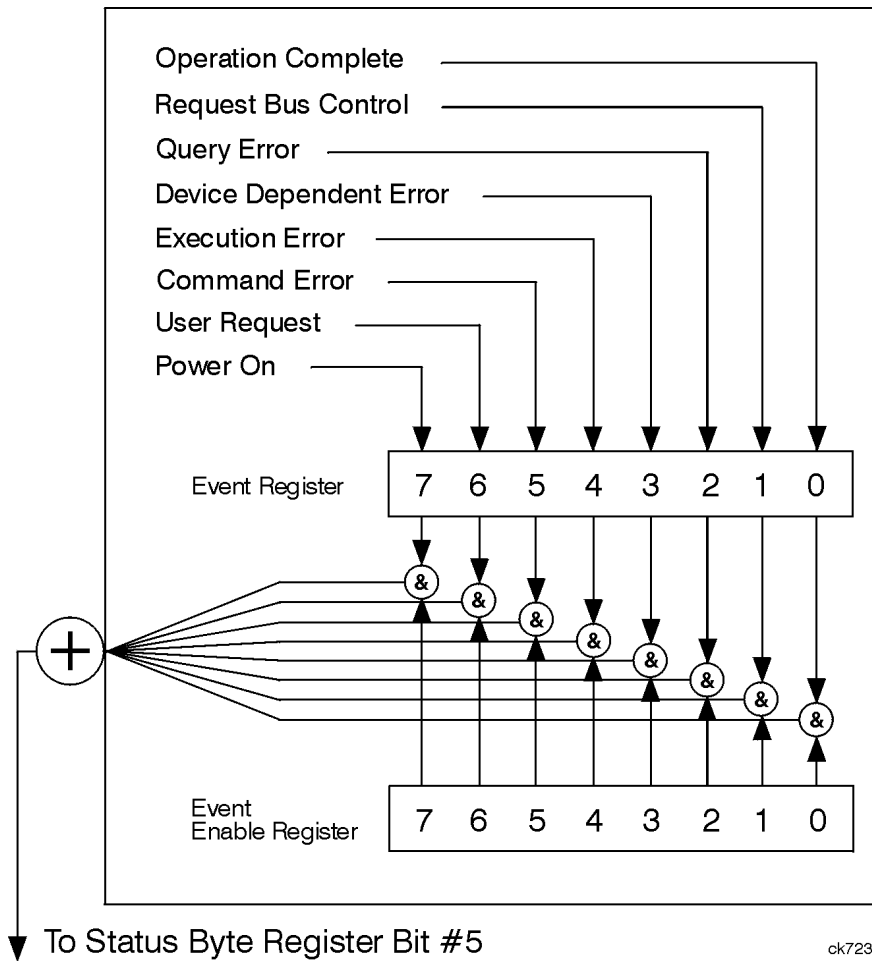 Operation Complete
Request Bus Control
Query Error
Device Dependent Error
Execution Error
Command Error
User Request
Power On
Event Register 7 6 5 4 3 2 1 0
&
&
&
&
&
&
&
&
+
Event
Enable Register 7 6 5 4 3 2 1 0
To Status Byte Register Bit #5
ck723